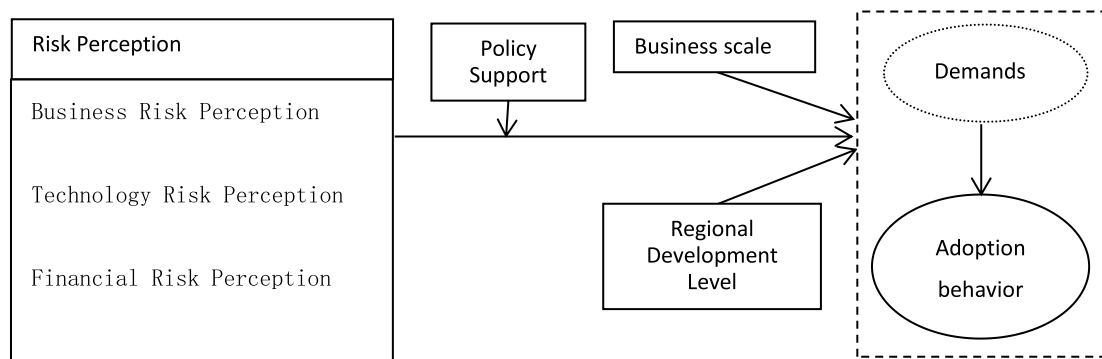 Risk Perception
Business Risk Perception
Technology Risk Perception
Financial Risk Perception
Policy
Support
Business scale
Regional
Development
Level
Demands
Adoption
behavior